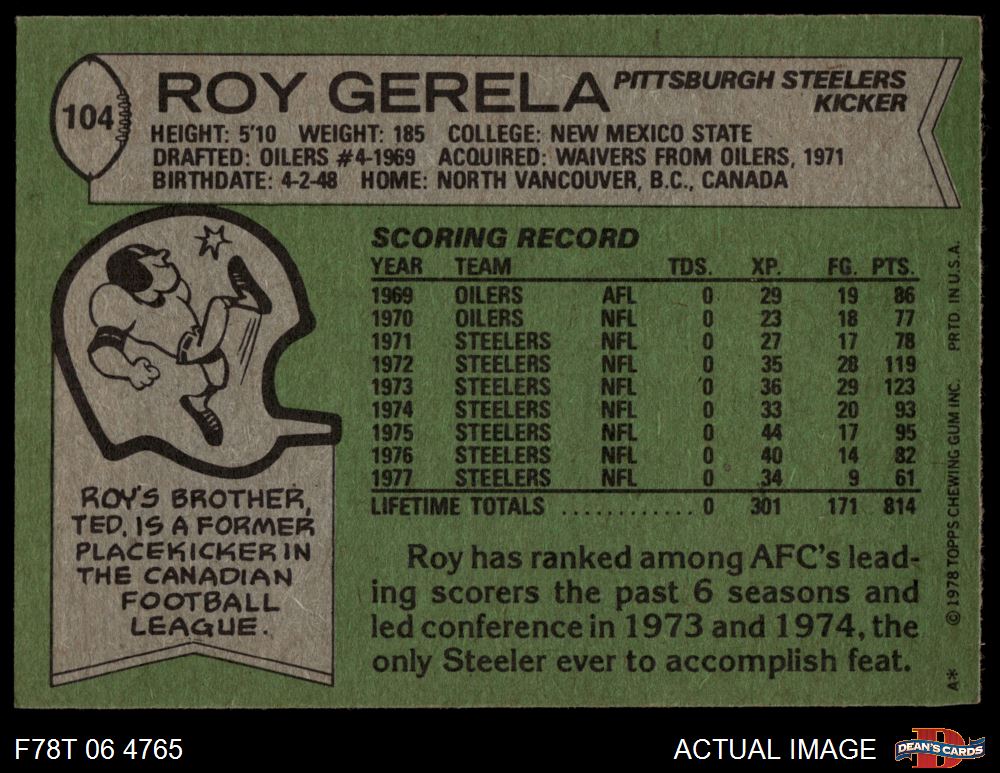 104
ROY GERELA
PITTSBURGH STEELERS
KICKER
HEIGHT: 5'10 WEIGHT: 185 COLLEGE: NEW MEXICO STATE
DRAFTED: OILERS #4-1969 ACQUIRED: WAIVERS FROM OILERS, 1971
BIRTHDATE: 4-2-48 HOME: NORTH VANCOUVER, B.C., CANADA
SCORING RECORD
YEAR TEAM TDS. XP. FG. PTS.
1969 OILERS AFL 0 29 19 86
1970 OILERS NFL 0 23 18 77
1971 STEELERS NFL 0 27 17 78
1972 STEELERS NFL 0 35 28 119
1973 STEELERS NFL 0 36 29 123
1974 STEELERS NFL 0 33 20 93
1975 STEELERS NFL 0 44 17 95
1976 STEELERS NFL 0 40 14 82
1977 STEELERS NFL 0 34 9 61
LIFETIME TOTALS ............ 0 301 171 814
ROY'S BROTHER,
TED, IS A FORMER
PLACEKICKER IN
THE CANADIAN
FOOTBALL
LEAGUE.
Roy has ranked among AFC's lead-
ing scorers the past 6 seasons and
led conference in 1973 and 1974, the
only Steeler ever to accomplish feat.
A* © 1978 TOPPS CHEWING GUM INC. PRTD. IN U.S.A.
F78T 06 4765
ACTUAL IMAGE
DEAN'S CARDS